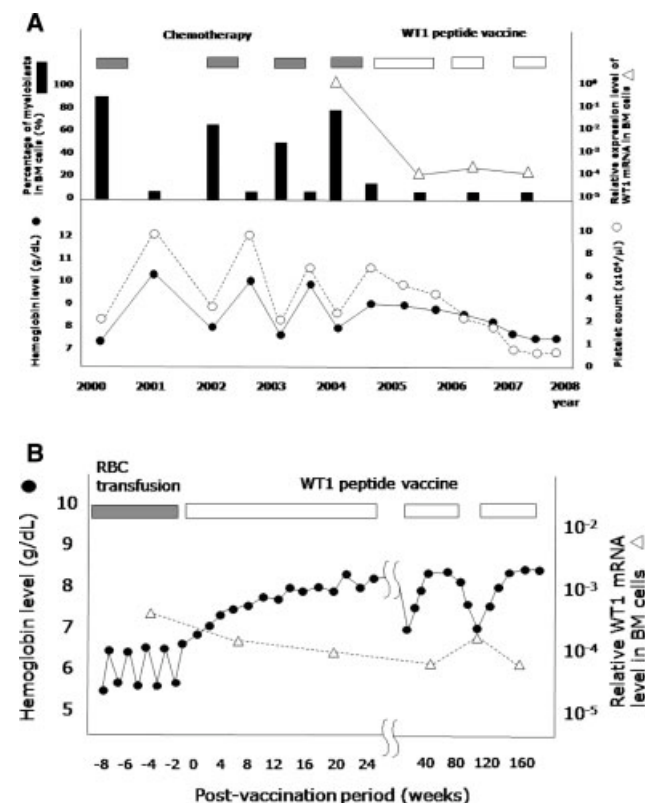 A
Chemotherapy
WT1 peptide vaccine
Percentage of myeloblasts
in BM cells (%)
100
80
60
40
20
0
10⁰
10⁻¹
10⁻²
10⁻³
10⁻⁴
10⁻⁵
Relative expression level of
WT1 mRNA in BM cells
Hemoglobin level (g/dL)
12
11
10
9
8
7
10
8
6
4
2
1
0
Platelet count (x10⁴/μl)
2000 2001 2002 2003 2004 2005 2006 2007 2008
year
B
RBC
transfusion
WT1 peptide vaccine
Hemoglobin level (g/dL)
10
9
8
7
6
5
10⁻²
10⁻³
10⁻⁴
10⁻⁵
Relative WT1 mRNA
level in BM cells
-8 -6 -4 -2 0 4 8 12 16 20 24 40 80 120 160
Post-vaccination period (weeks)